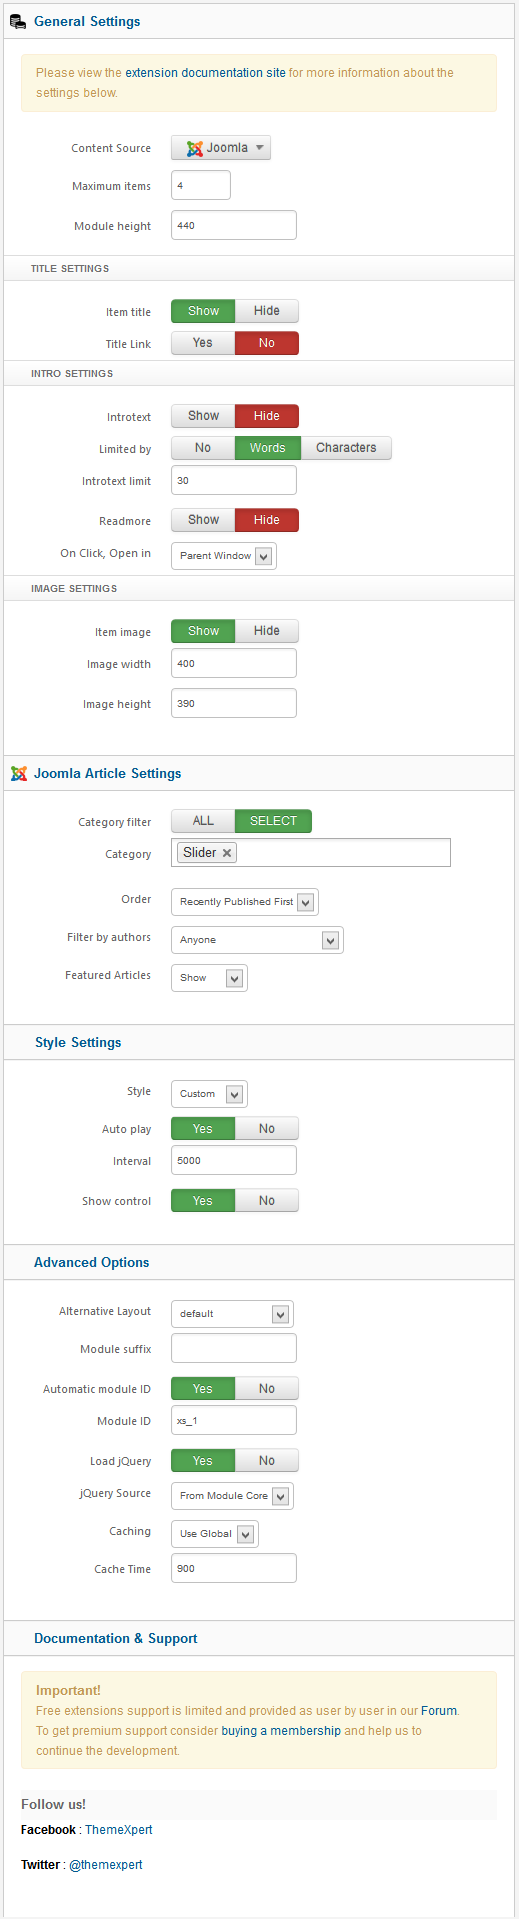 General Settings
Please view the extension documentation site for more information about the
settings below.
Content Source Joomla
Maximum items 4
Module height 440
TITLE SETTINGS
Item title Show Hide
Title Link Yes No
INTRO SETTINGS
Introtext Show Hide
Limited by No Words Characters
Introtext limit 30
Readmore Show Hide
On Click, Open in Parent Window
IMAGE SETTINGS
Item image Show Hide
Image width 400
Image height 390
Joomla Article Settings
Category filter ALL SELECT
Category Slider
Order Recently Published First
Filter by authors Anyone
Featured Articles Show
Style Settings
Style Custom
Auto play Yes No
Interval 5000
Show control Yes No
Advanced Options
Alternative Layout default
Module suffix
Automatic module ID Yes No
Module ID xs_1
Load jQuery Yes No
jQuery Source From Module Core
Caching Use Global
Cache Time 900
Documentation & Support
Important!
Free extensions support is limited and provided as user by user in our Forum.
To get premium support consider buying a membership and help us to
continue the development.
Follow us!
Facebook : ThemeXpert
Twitter : @themexpert